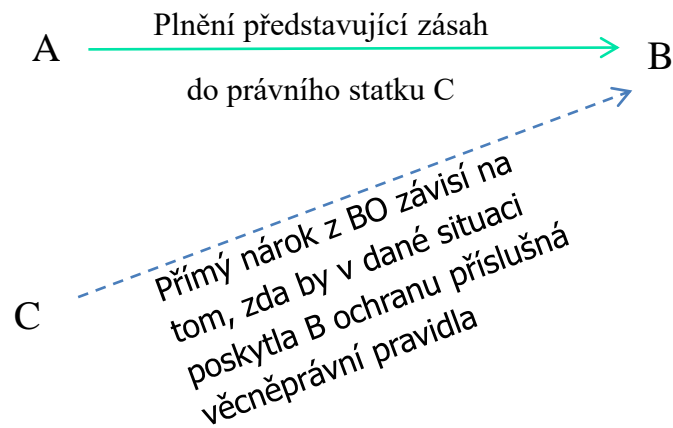 A
Plnění představující zásah
B
do právního statku C
Přímý nárok z BO závisí na
tom, zda by v dané situaci
poskytla B ochranu příslušná
věcněprávní pravidla
C